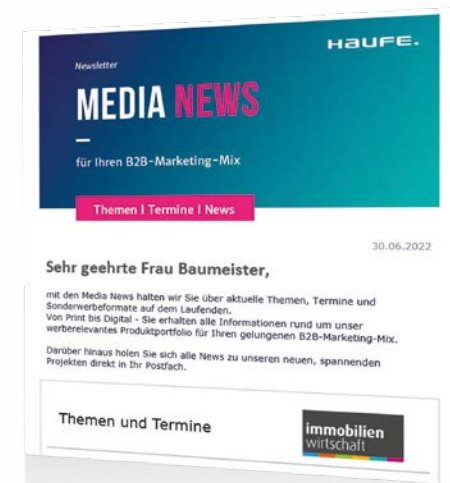 HAUFE.
Newsletter
MEDIA NEWS
für Ihren B2B-Marketing-Mix
Themen I Termine I News
30.06.2022
Sehr geehrte Frau Baumeister,
mit den Media News halten wir Sie über aktuelle Themen, Termine und
Sonderwerbeformate auf dem Laufenden.
Von Print bis Digital - Sie erhalten alle Informationen rund um unser
werberelevantes Produktportfolio für Ihren gelungenen B2B-Marketing-Mix.
Darüber hinaus holen Sie sich alle News zu unseren neuen, spannenden
Projekten direkt in Ihr Postfach.
Themen und Termine
immobilien
wirtschaft